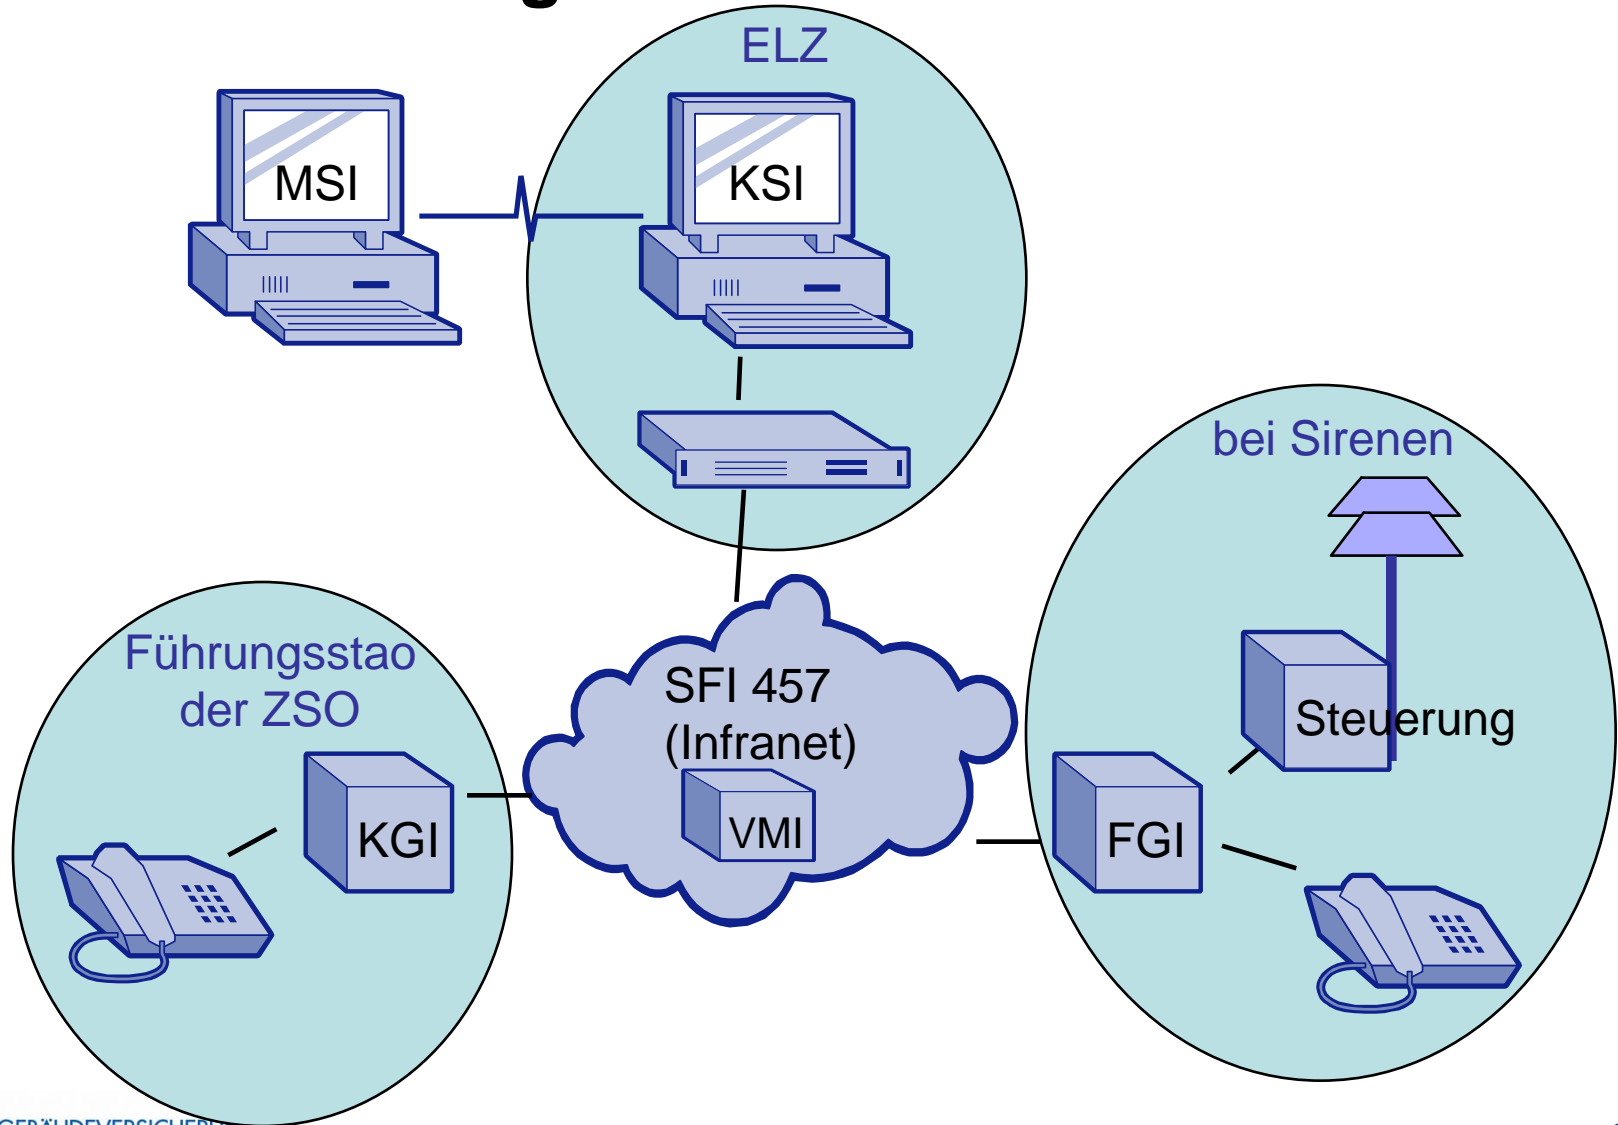 ELZ
MSI
KSI
bei Sirenen
Führungsstao
der ZSO
SFI 457
(Infranet)
Steuerung
KGI
VMI
FGI